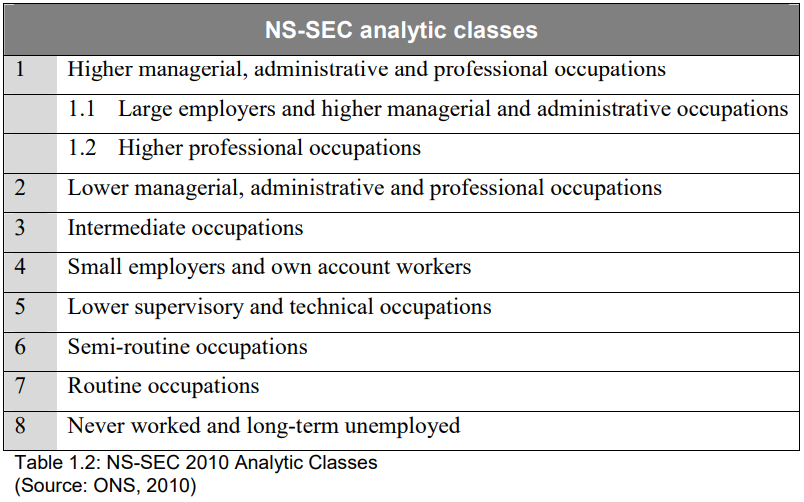 NS-SEC analytic classes
1 Higher managerial, administrative and professional occupations
1.1 Large employers and higher managerial and administrative occupations
1.2 Higher professional occupations
2 Lower managerial, administrative and professional occupations
3 Intermediate occupations
4 Small employers and own account workers
5 Lower supervisory and technical occupations
6 Semi-routine occupations
7 Routine occupations
8 Never worked and long-term unemployed
Table 1.2: NS-SEC 2010 Analytic Classes
(Source: ONS, 2010)